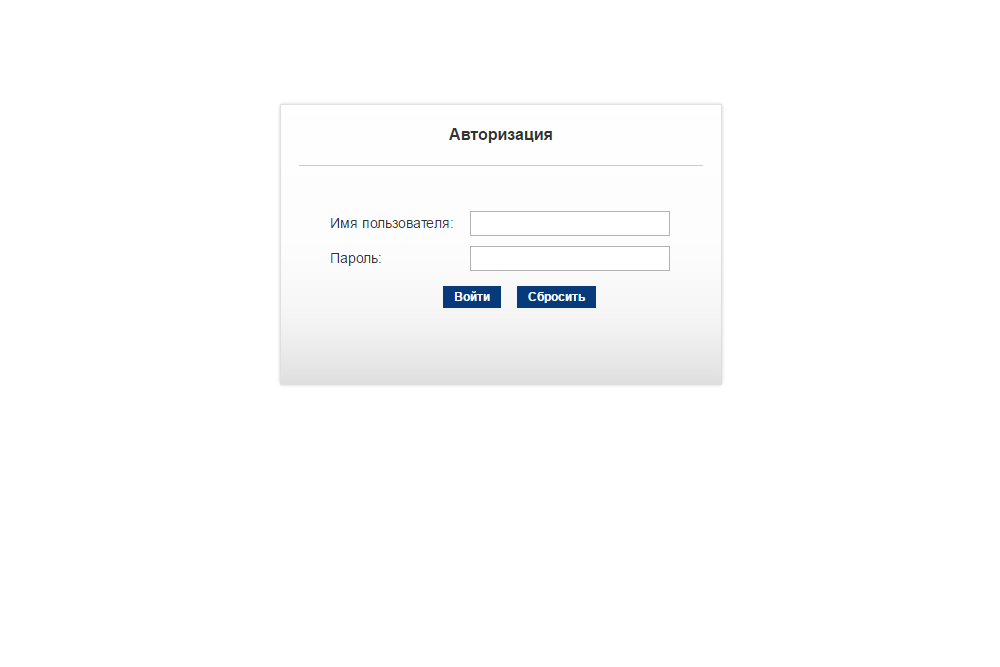 Авторизация
Имя пользователя:
Пароль:
Войти Сбросить